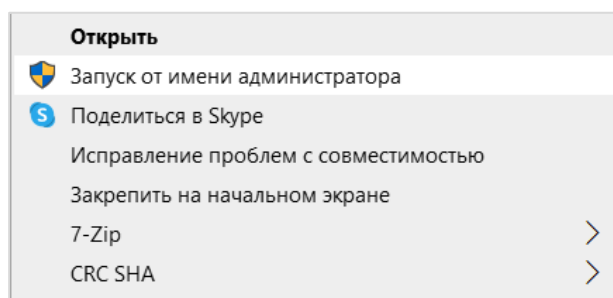 Открыть
Запуск от имени администратора
Поделиться в Skype
Исправление проблем с совместимостью
Закрепить на начальном экране
7-Zip
CRC SHA